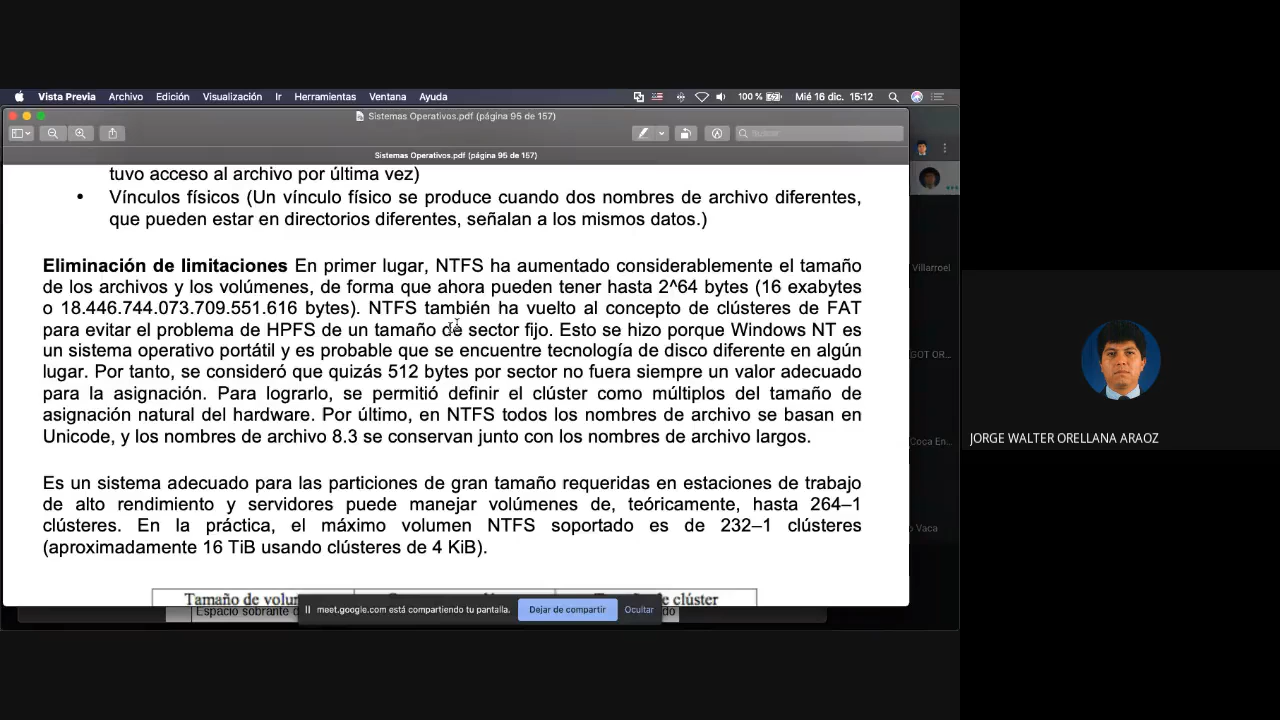 Vista Previa Archivo Edición Visualización Ir Herramientas Ventana Ayuda 100 % Mié 16 dic. 15:12
Sistemas Operativos.pdf (página 95 de 157)
Buscar
Sistemas Operativos.pdf (página 95 de 157)
tuvo acceso al archivo por última vez)
• Vínculos físicos (Un vínculo físico se produce cuando dos nombres de archivo diferentes,
que pueden estar en directorios diferentes, señalan a los mismos datos.)
Eliminación de limitaciones En primer lugar, NTFS ha aumentado considerablemente el tamaño
de los archivos y los volúmenes, de forma que ahora pueden tener hasta 2^64 bytes (16 exabytes
o 18.446.744.073.709.551.616 bytes). NTFS también ha vuelto al concepto de clústeres de FAT
para evitar el problema de HPFS de un tamaño de sector fijo. Esto se hizo porque Windows NT es
un sistema operativo portátil y es probable que se encuentre tecnología de disco diferente en algún
lugar. Por tanto, se consideró que quizás 512 bytes por sector no fuera siempre un valor adecuado
para la asignación. Para lograrlo, se permitió definir el clúster como múltiplos del tamaño de
asignación natural del hardware. Por último, en NTFS todos los nombres de archivo se basan en
Unicode, y los nombres de archivo 8.3 se conservan junto con los nombres de archivo largos.
Es un sistema adecuado para las particiones de gran tamaño requeridas en estaciones de trabajo
de alto rendimiento y servidores puede manejar volúmenes de, teóricamente, hasta 264–1
clústeres. En la práctica, el máximo volumen NTFS soportado es de 232–1 clústeres
(aproximadamente 16 TiB usando clústeres de 4 KiB).
Tamaño de volu
clúster
Espacio sobrante
meet.google.com está compartiendo tu pantalla. Dejar de compartir Ocultar
Villarroel
GOT OR...
Coca En...
Vaca
JORGE WALTER ORELLANA ARAOZ